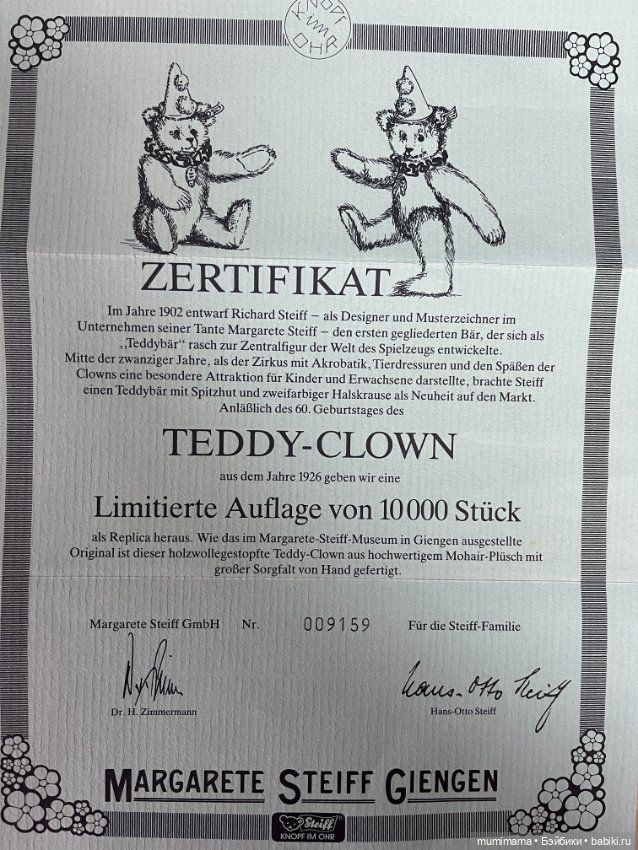 KNOPF
im
OHR
ZERTIFIKAT
Im Jahre 1902 entwarf Richard Steiff – als Designer und Musterzeichner im
Unternehmen seiner Tante Margarete Steiff – den ersten gegliederten Bär, der sich als
„Teddybär” rasch zur Zentralfigur der Welt des Spielzeugs entwickelte.
Mitte der zwanziger Jahre, als der Zirkus mit Akrobatik, Tierdressuren und den Späßen der
Clowns eine besondere Attraktion für Kinder und Erwachsene darstellte, brachte Steiff
einen Teddybär mit Spitzhut und zweifarbiger Halskrause als Neuheit auf den Markt.
Anläßlich des 60. Geburtstages des
TEDDY-CLOWN
aus dem Jahre 1926 geben wir eine
Limitierte Auflage von 10 000 Stück
als Replica heraus. Wie das im Margarete-Steiff-Museum in Giengen ausgestellte
Original ist dieser holzwollegestopfte Teddy-Clown aus hochwertigem Mohair-Plüsch mit
großer Sorgfalt von Hand gefertigt.
Margarete Steiff GmbH Nr. 009159 Für die Steiff-Familie
Hans-Otto Steiff
Dr. H. Zimmermann Hans-Otto Steiff
MARGARETE STEIFF GIENGEN
Steiff
KNOPF IM OHR
mumimama • Бэйбики • babiki.ru